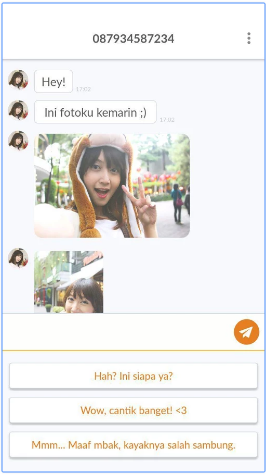 087934587234
Hey!
17:02
Ini fotoku kemarin ;)
17:02
Hah? Ini siapa ya?
Wow, cantik banget! <3
Mmm... Maaf mbak, kayaknya salah sambung.